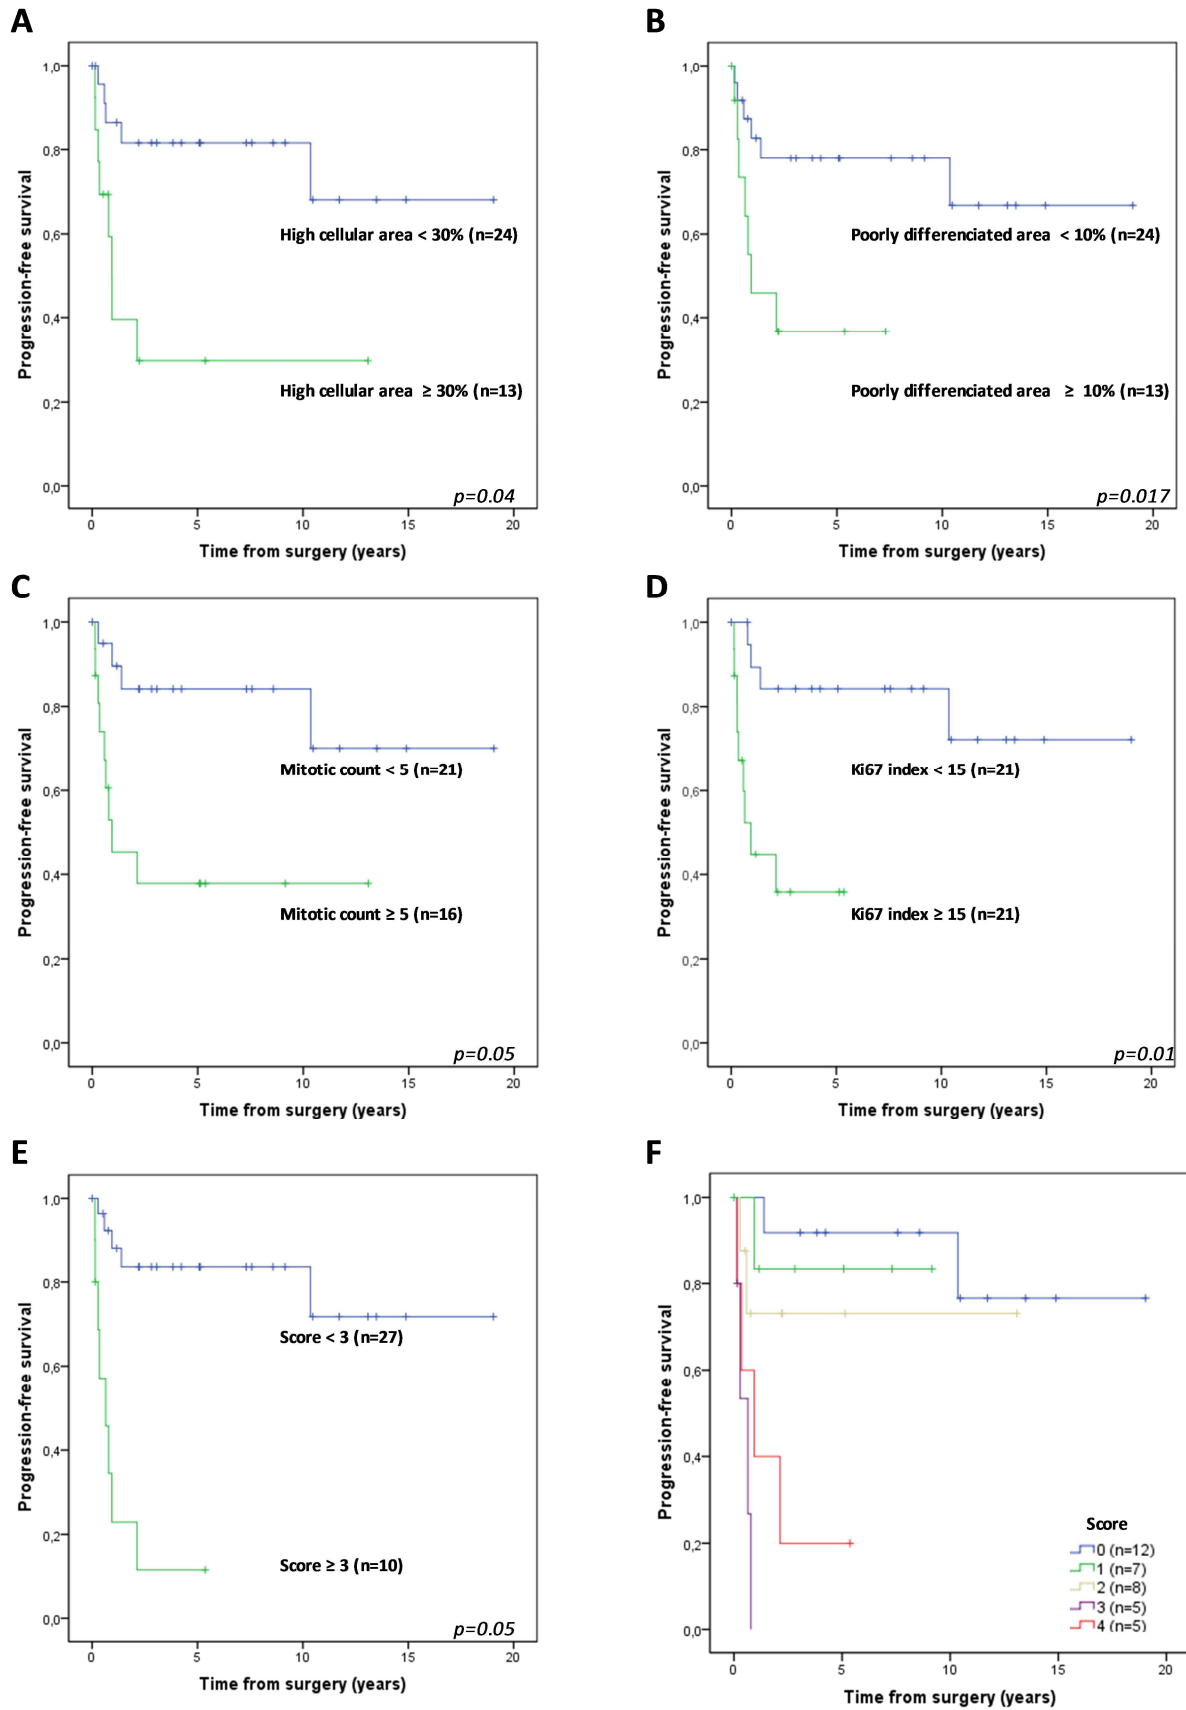 A
1,0
0,8
0,6
0,4
0,2
0,0
Progression-free survival
High cellular area < 30% (n=24)
High cellular area ≥ 30% (n=13)
p=0.04
0 5 10 15 20
Time from surgery (years)
B
1,0
0,8
0,6
0,4
0,2
0,0
Progression-free survival
Poorly differenciated area < 10% (n=24)
Poorly differenciated area ≥ 10% (n=13)
p=0.017
0 5 10 15 20
Time from surgery (years)
C
1,0
0,8
0,6
0,4
0,2
0,0
Progression-free survival
Mitotic count < 5 (n=21)
Mitotic count ≥ 5 (n=16)
p=0.05
0 5 10 15 20
Time from surgery (years)
D
1,0
0,8
0,6
0,4
0,2
0,0
Progression-free survival
Ki67 index < 15 (n=21)
Ki67 index ≥ 15 (n=21)
p=0.01
0 5 10 15 20
Time from surgery (years)
E
1,0
0,8
0,6
0,4
0,2
0,0
Progression-free survival
Score < 3 (n=27)
Score ≥ 3 (n=10)
p=0.05
0 5 10 15 20
Time from surgery (years)
F
1,0
0,8
0,6
0,4
0,2
0,0
Progression-free survival
Score
0 (n=12)
1 (n=7)
2 (n=8)
3 (n=5)
4 (n=5)
0 5 10 15 20
Time from surgery (years)